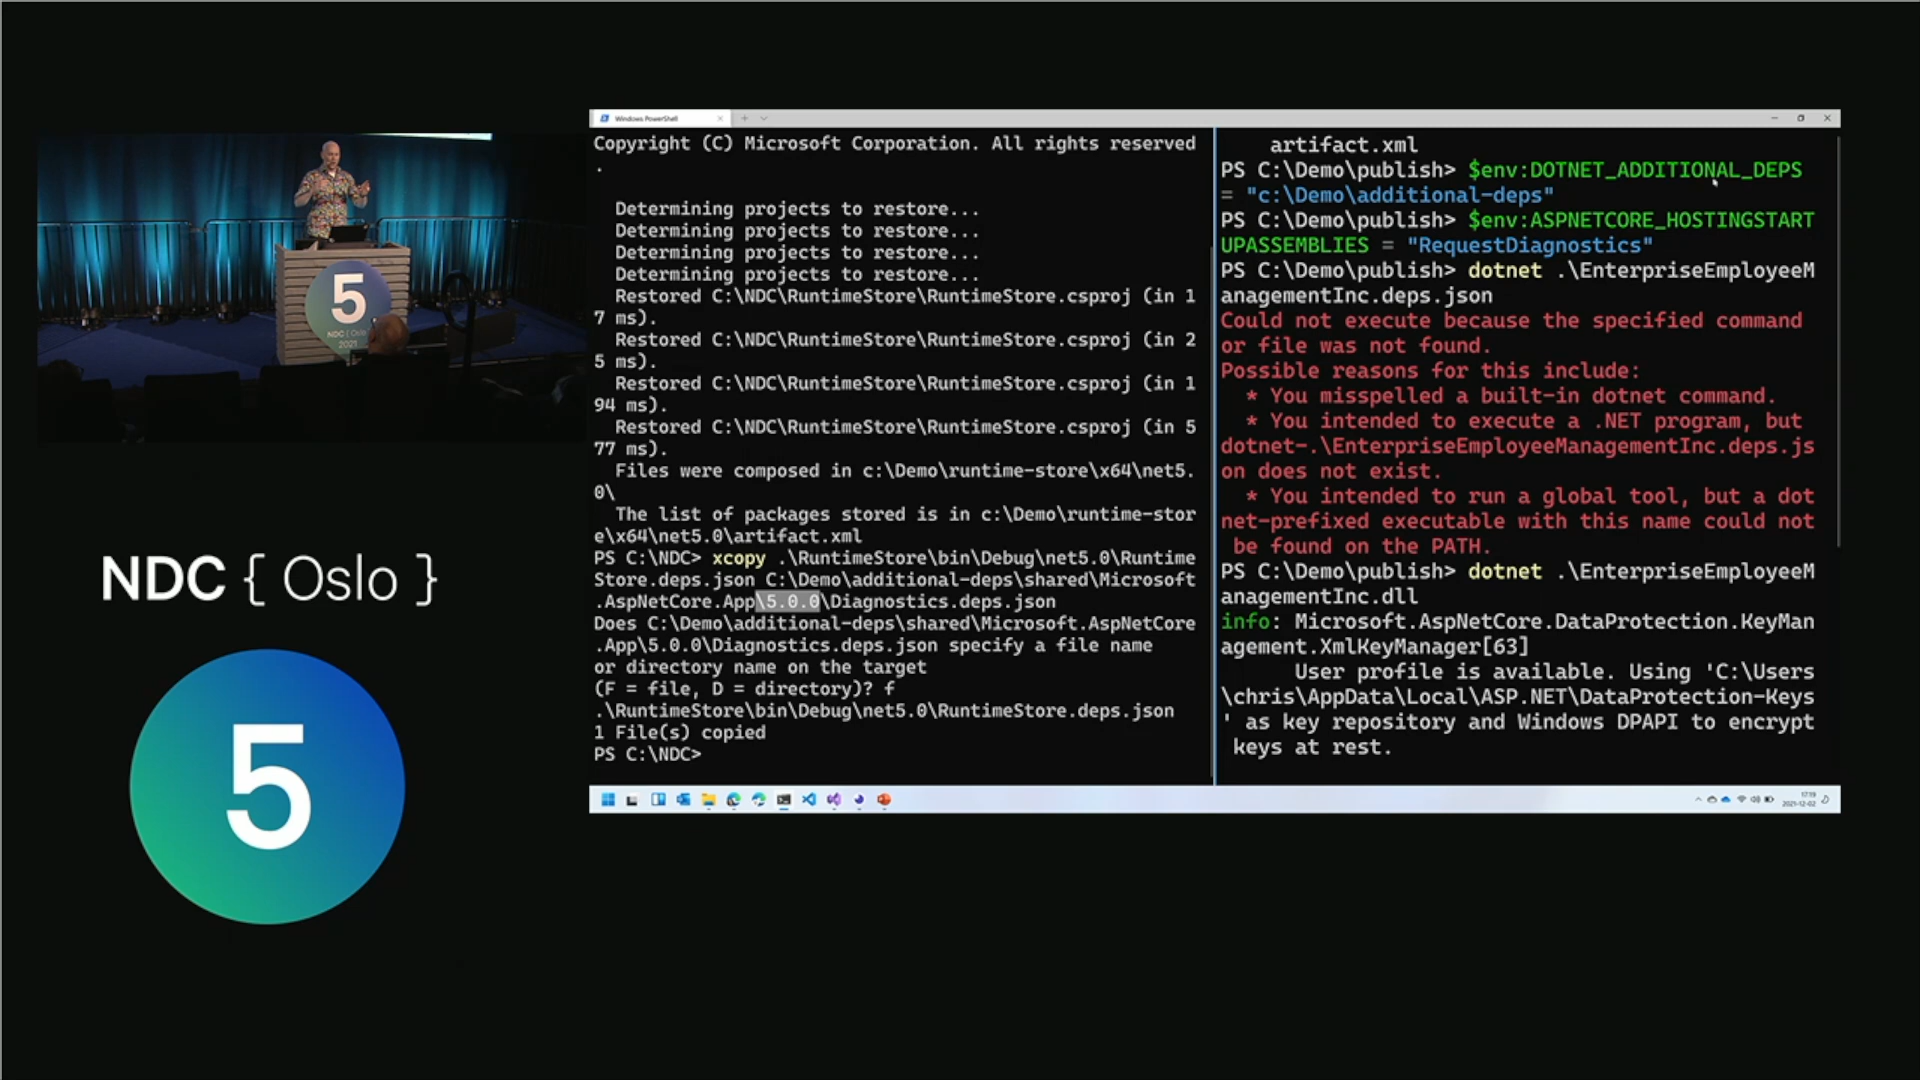 5
NDC { Oslo
2021
NDC { Oslo }
5
Windows PowerShell
Copyright (C) Microsoft Corporation. All rights reserved
.
Determining projects to restore...
Determining projects to restore...
Determining projects to restore...
Determining projects to restore...
Restored C:\NDC\RuntimeStore\RuntimeStore.csproj (in 1
7 ms).
Restored C:\NDC\RuntimeStore\RuntimeStore.csproj (in 2
5 ms).
Restored C:\NDC\RuntimeStore\RuntimeStore.csproj (in 1
94 ms).
Restored C:\NDC\RuntimeStore\RuntimeStore.csproj (in 5
77 ms).
Files were composed in c:\Demo\runtime-store\x64\net5.
0\
The list of packages stored is in c:\Demo\runtime-stor
e\x64\net5.0\artifact.xml
PS C:\NDC> xcopy .\RuntimeStore\bin\Debug\net5.0\Runtime
Store.deps.json C:\Demo\additional-deps\shared\Microsoft
.AspNetCore.App\5.0.0\Diagnostics.deps.json
Does C:\Demo\additional-deps\shared\Microsoft.AspNetCore
.App\5.0.0\Diagnostics.deps.json specify a file name
or directory name on the target
(F = file, D = directory)? f
.\RuntimeStore\bin\Debug\net5.0\RuntimeStore.deps.json
1 File(s) copied
PS C:\NDC>
artifact.xml
PS C:\Demo\publish> $env:DOTNET_ADDITIONAL_DEPS
= "c:\Demo\additional-deps"
PS C:\Demo\publish> $env:ASPNETCORE_HOSTINGSTART
UPASSEMBLIES = "RequestDiagnostics"
PS C:\Demo\publish> dotnet .\EnterpriseEmployeeM
anagementInc.deps.json
Could not execute because the specified command
or file was not found.
Possible reasons for this include:
* You misspelled a built-in dotnet command.
* You intended to execute a .NET program, but
dotnet-.\EnterpriseEmployeeManagementInc.deps.js
on does not exist.
* You intended to run a global tool, but a dot
net-prefixed executable with this name could not
be found on the PATH.
PS C:\Demo\publish> dotnet .\EnterpriseEmployeeM
anagementInc.dll
info: Microsoft.AspNetCore.DataProtection.KeyMan
agement.XmlKeyManager[63]
User profile is available. Using 'C:\Users
\chris\AppData\Local\ASP.NET\DataProtection-Keys
' as key repository and Windows DPAPI to encrypt
keys at rest.
17:19
2021-12-02